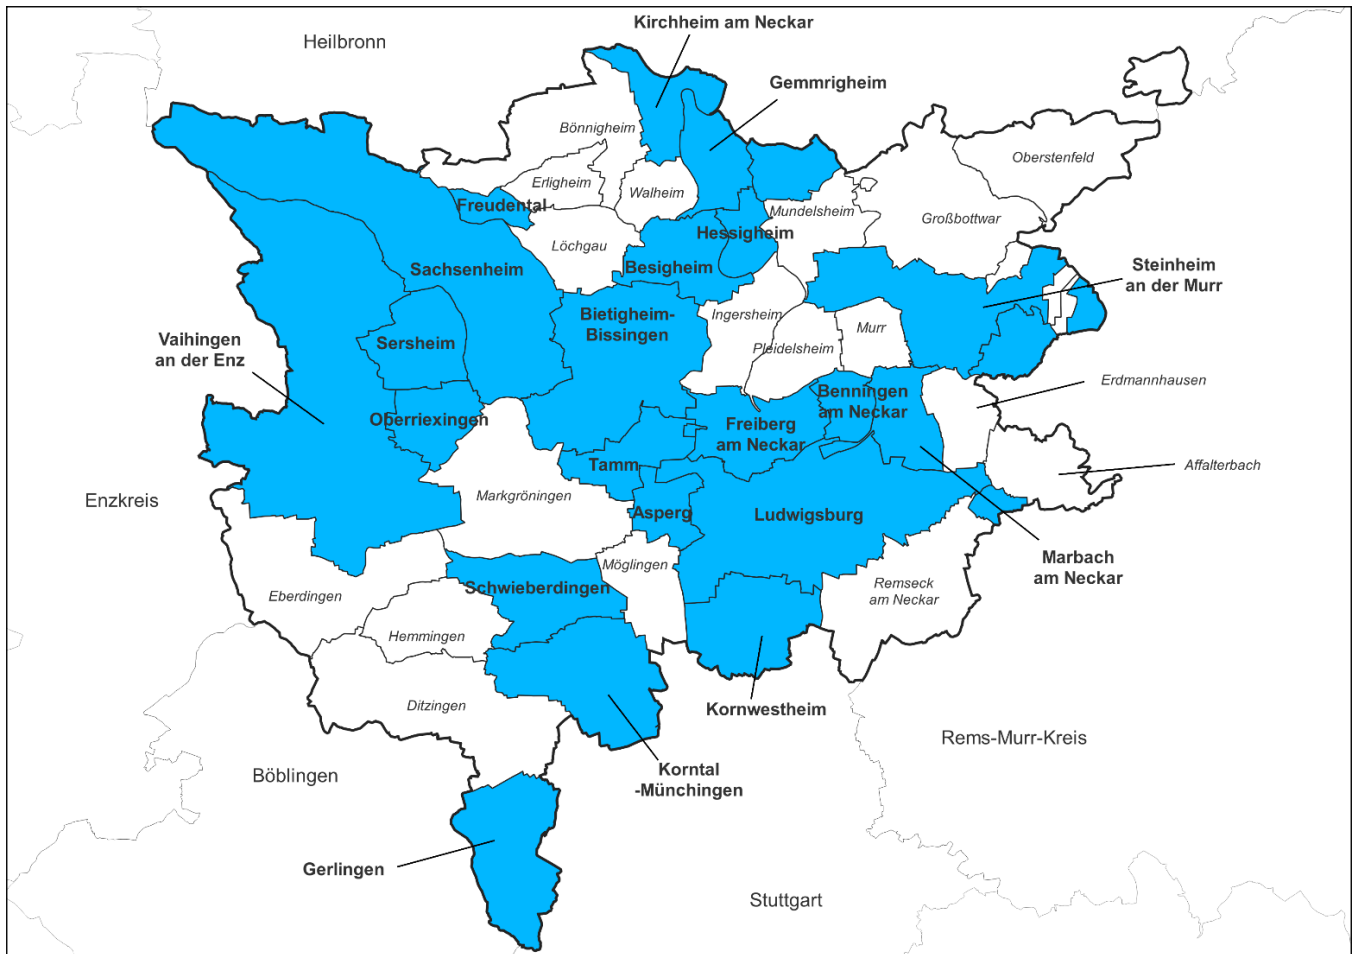 Kirchheim am Neckar
Heilbronn
Gemmrigheim
Bönnigheim
Oberstenfeld
Erligheim
Walheim
Freudental
Mundelsheim
Großbottwar
Hessigheim
Löchgau
Sachsenheim
Besigheim
Steinheim
an der Murr
Bietigheim-
Bissingen
Ingersheim
Murr
Vaihingen
an der Enz
Sersheim
Pleidelsheim
Erdmannhausen
Benningen
am Neckar
Oberriexingen
Freiberg
am Neckar
Tamm
Affalterbach
Enzkreis
Markgröningen
Asperg
Ludwigsburg
Marbach
am Neckar
Möglingen
Schwieberdingen
Remseck
am Neckar
Eberdingen
Hemmingen
Ditzingen
Kornwestheim
Rems-Murr-Kreis
Böblingen
Korntal
-Münchingen
Gerlingen
Stuttgart